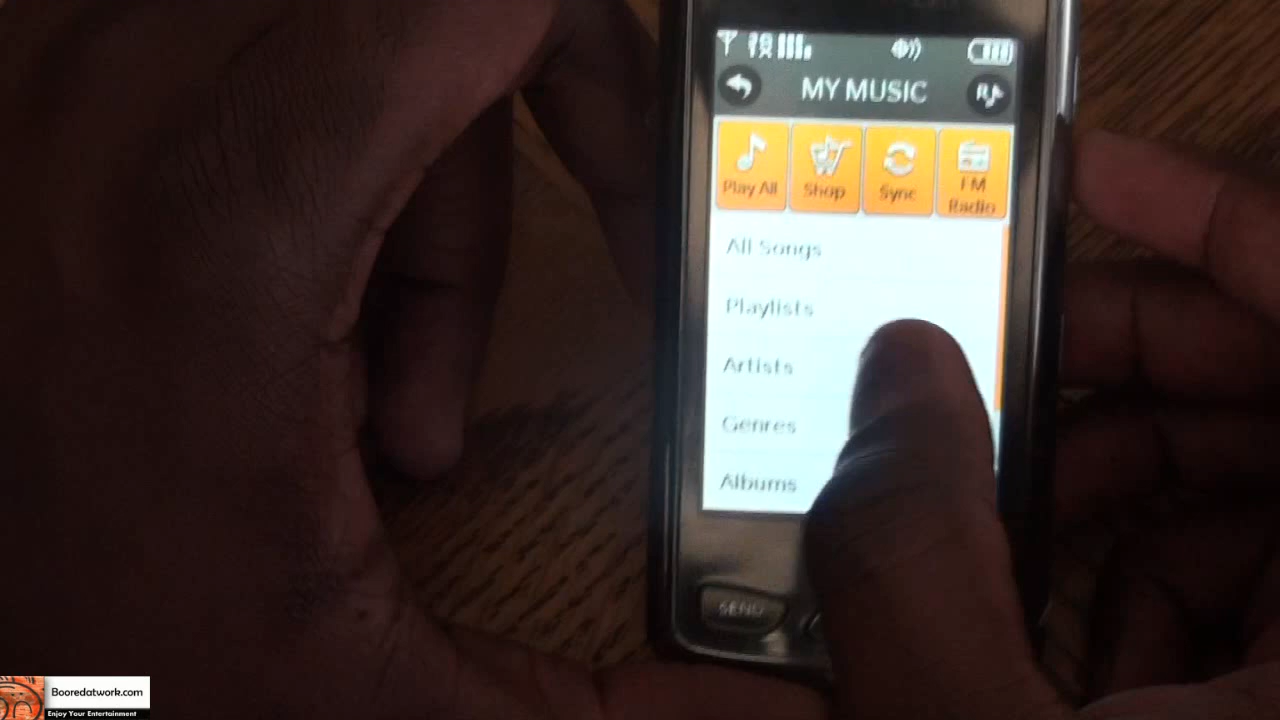 MY MUSIC
Play All
Shop
Sync
FM
Radio
All Songs
Playlists
Artists
Genres
Albums
SEND
Booredatwork.com
Enjoy Your Entertainment